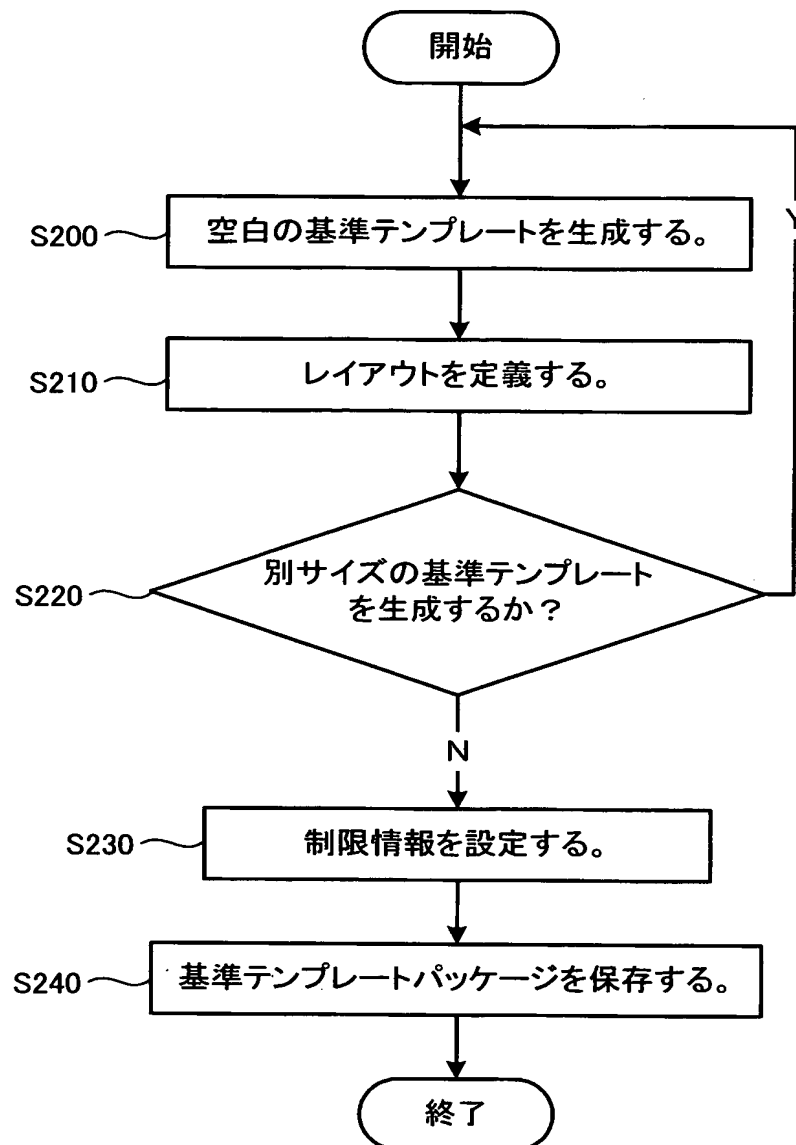 開始
S200
空白の基準テンプレートを生成する。
Y
S210
レイアウトを定義する。
S220
別サイズの基準テンプレート
を生成するか？
N
S230
制限情報を設定する。
S240
基準テンプレートパッケージを保存する。
終了